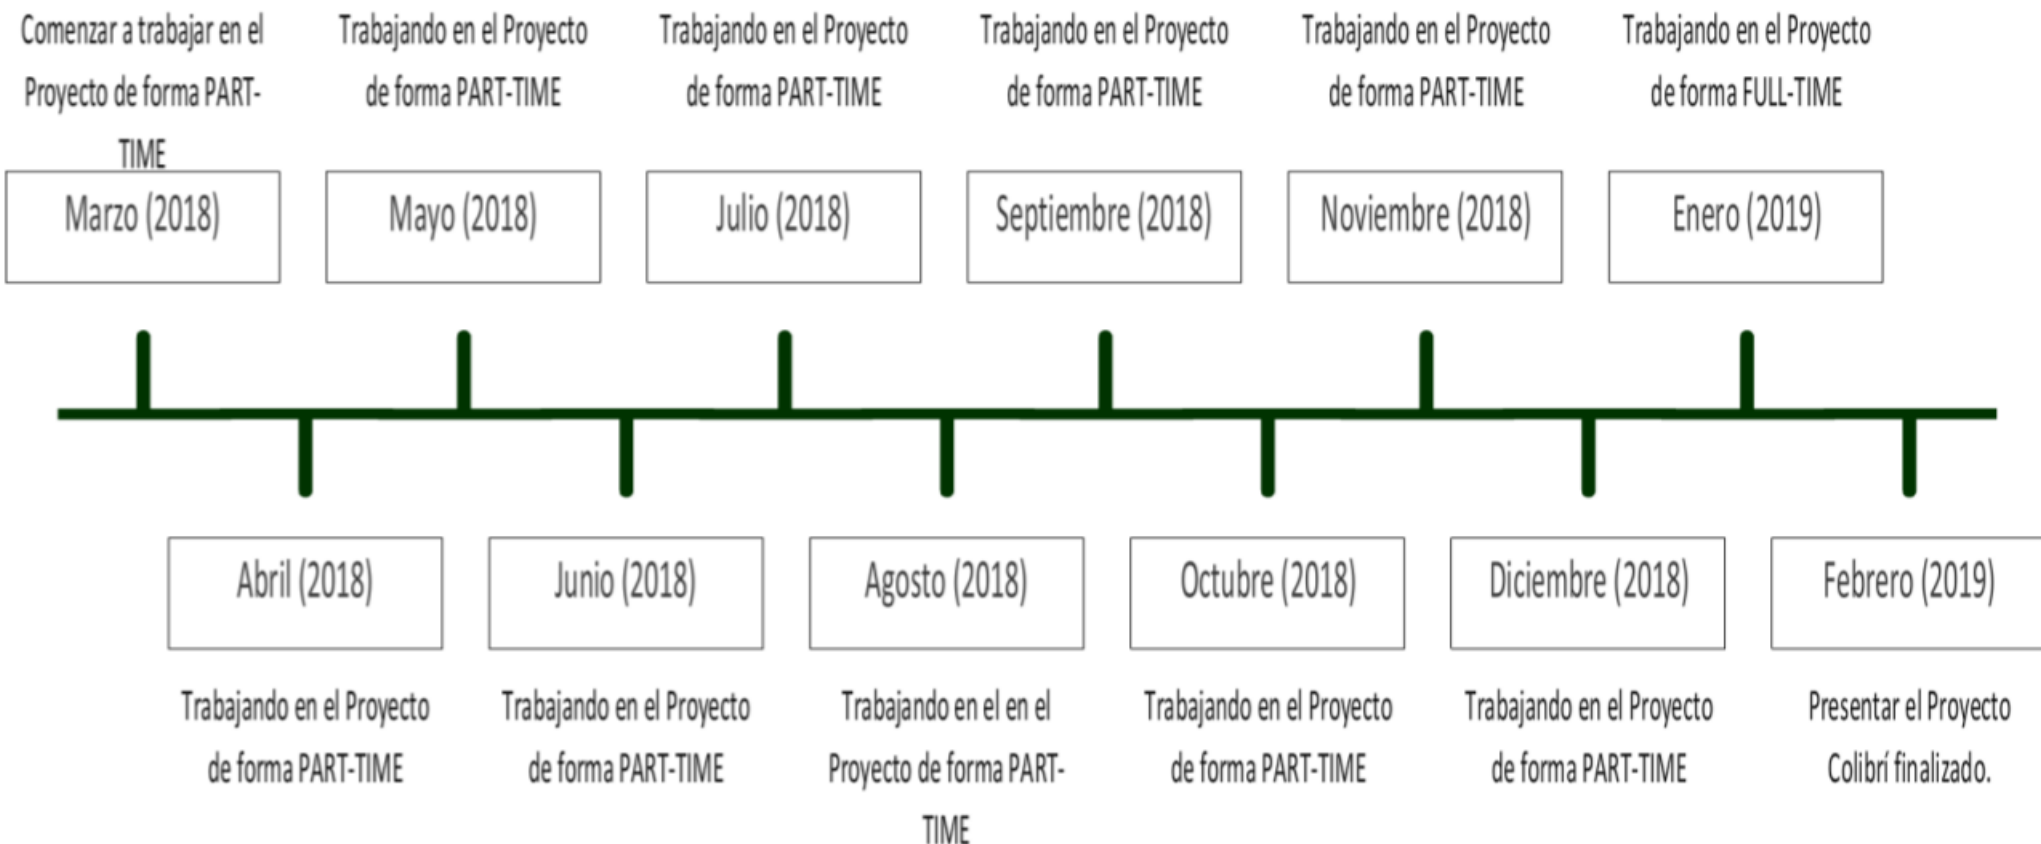 Comenzar a trabajar en el
Proyecto de forma PART-
TIME
Marzo (2018)
Trabajando en el Proyecto
de forma PART-TIME
Mayo (2018)
Trabajando en el Proyecto
de forma PART-TIME
Julio (2018)
Trabajando en el Proyecto
de forma PART-TIME
Septiembre (2018)
Trabajando en el Proyecto
de forma PART-TIME
Noviembre (2018)
Trabajando en el Proyecto
de forma FULL-TIME
Enero (2019)
Abril (2018)
Trabajando en el Proyecto
de forma PART-TIME
Junio (2018)
Trabajando en el Proyecto
de forma PART-TIME
Agosto (2018)
Trabajando en el en el
Proyecto de forma PART-
TIME
Octubre (2018)
Trabajando en el Proyecto
de forma PART-TIME
Diciembre (2018)
Trabajando en el Proyecto
de forma PART-TIME
Febrero (2019)
Presentar el Proyecto
Colibrí finalizado.